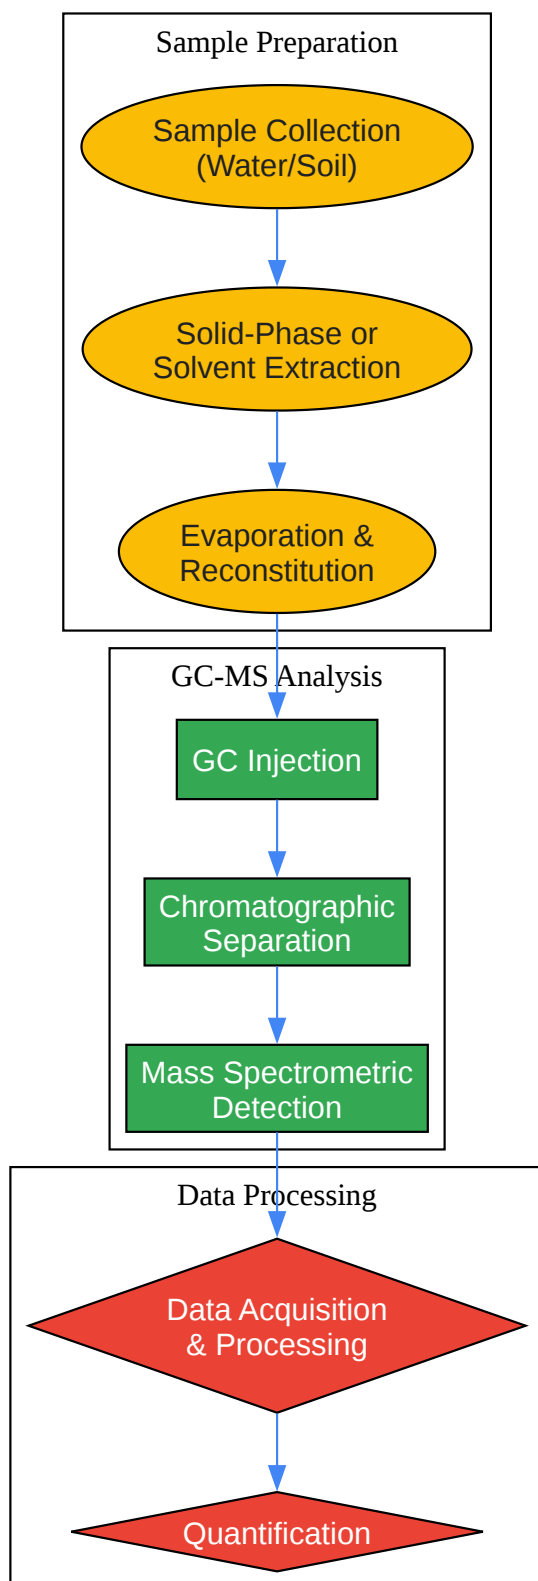 Sample Preparation
Sample Collection
(Water/Soil)
Solid-Phase or
Solvent Extraction
Evaporation &
Reconstitution
GC-MS Analysis
GC Injection
Chromatographic
Separation
Mass Spectrometric
Detection
Data Processing
Data Acquisition
& Processing
Quantification